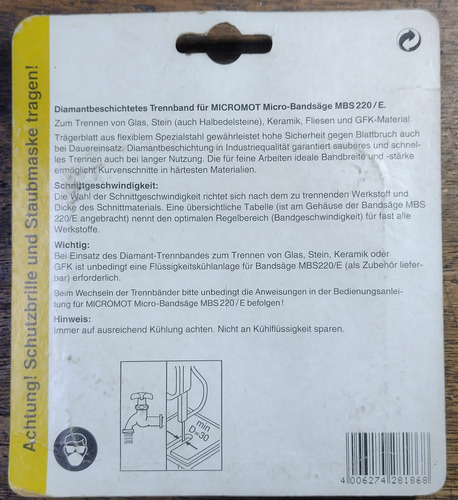 Achtung! Schutzbrille und Staubmaske tragen!
Diamantbeschichtetes Trennband für MICROMOT Micro-Bandsäge MBS 220/E.
Zum Trennen von Glas, Stein (auch Halbedelsteine), Keramik, Fliesen und GFK-Material
Trägerblatt aus flexiblem Spezialstahl gewährleistet hohe Sicherheit gegen Blattbruch auch
bei Dauereinsatz. Diamantbeschichtung in Industriequalität garantiert sauberes und schnel-
les Trennen auch bei langer Nutzung. Die für feine Arbeiten ideale Bandbreite und -stärke
ermöglicht Kurvenschnitte in härtesten Materialien.
Schnittgeschwindigkeit:
Die Wahl der Schnittgeschwindigkeit richtet sich nach dem zu trennenden Werkstoff und
Dicke des Schnittmaterials. Eine übersichtliche Tabelle (ist am Gehäuse der Bandsäge MBS
220/E angebracht) nennt den optimalen Regelbereich (Bandgeschwindigkeit) für fast alle
Werkstoffe.
Wichtig:
Bei Einsatz des Diamant-Trennbandes zum Trennen von Glas, Stein, Keramik oder
GFK ist unbedingt eine Flüssigkeitskühlanlage für Bandsäge MBS220/E (als Zubehör liefer-
bar) erforderlich.
Beim Wechseln der Trennbänder bitte unbedingt die Anweisungen in der Bedienungsanlei-
tung für MICROMOT Micro-Bandsäge MBS 220/E befolgen!
Hinweis:
Immer auf ausreichend Kühlung achten. Nicht an Kühlflüssigkeit sparen.
min
D=30
4 006274 281868